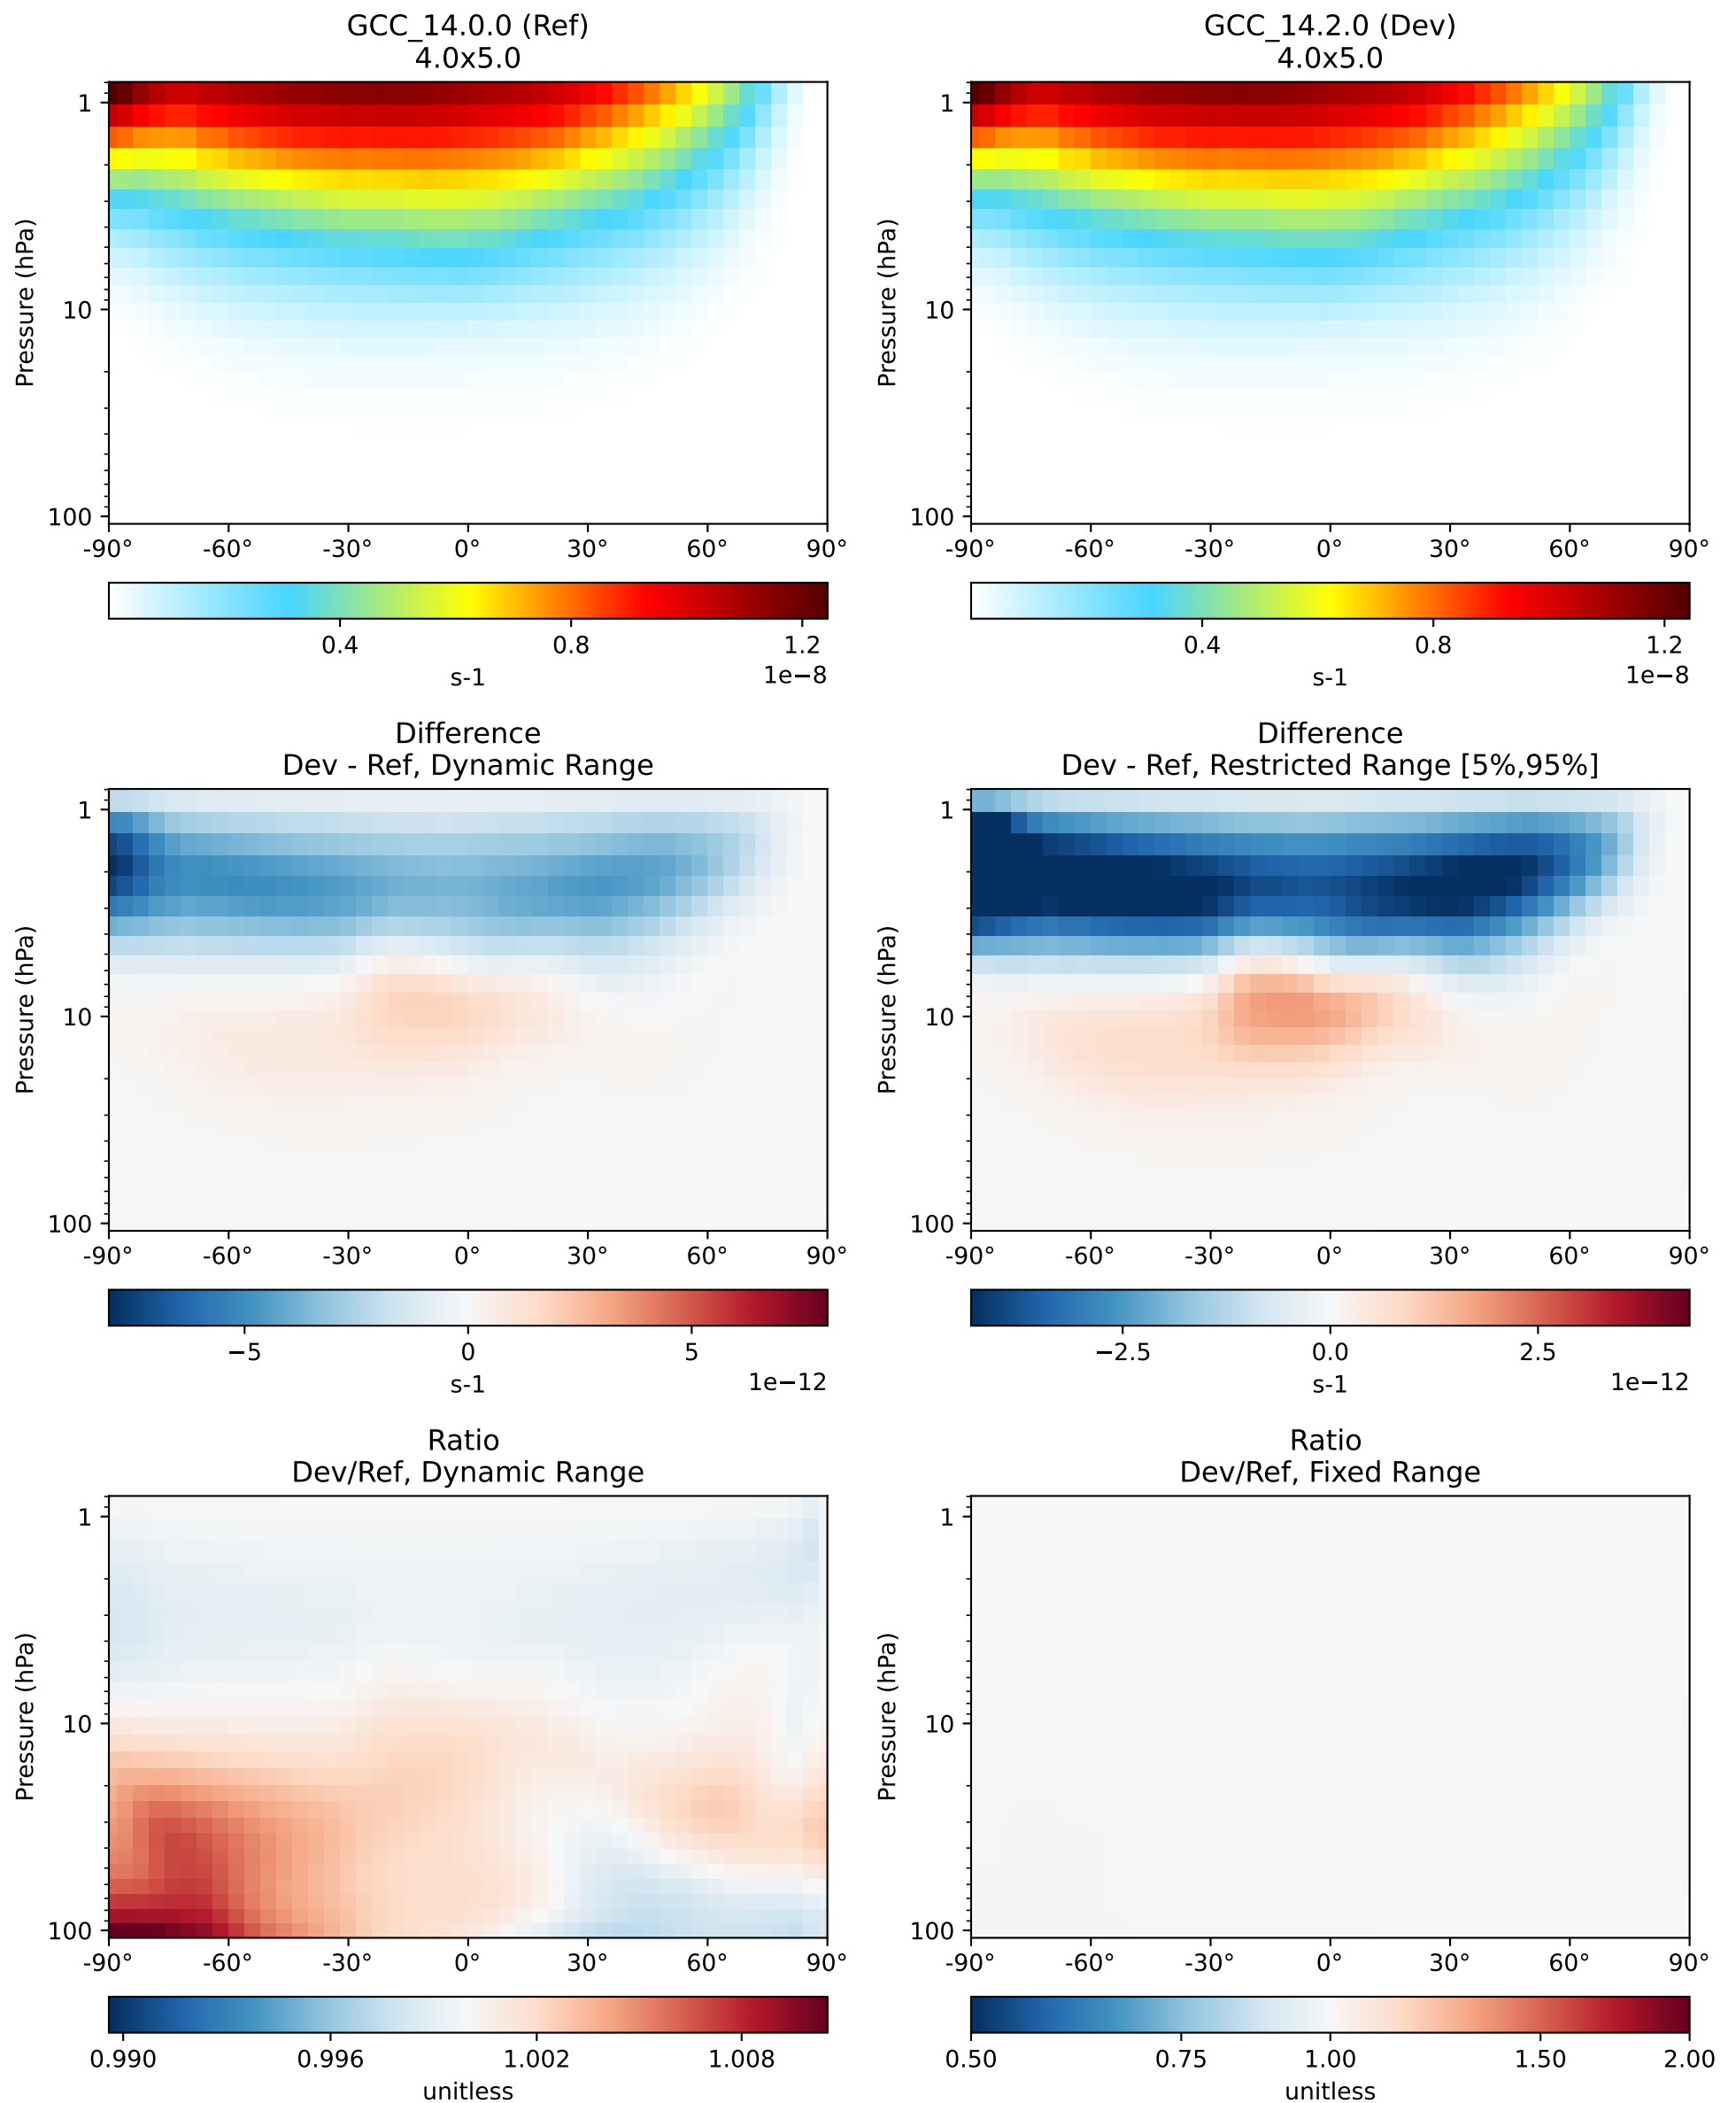 GCC_14.0.0 (Ref)
4.0x5.0
Pressure (hPa)
1
10
100
-90° -60° -30° 0° 30° 60° 90°
0.4 0.8 1.2
1e−8
s-1
GCC_14.2.0 (Dev)
4.0x5.0
Pressure (hPa)
1
10
100
-90° -60° -30° 0° 30° 60° 90°
0.4 0.8 1.2
1e−8
s-1
Difference
Dev - Ref, Dynamic Range
Pressure (hPa)
1
10
100
-90° -60° -30° 0° 30° 60° 90°
−5 0 5
s-1
1e−12
Difference
Dev - Ref, Restricted Range [5%,95%]
Pressure (hPa)
1
10
100
-90° -60° -30° 0° 30° 60° 90°
−2.5 0.0 2.5
s-1
1e−12
Ratio
Dev/Ref, Dynamic Range
Pressure (hPa)
1
10
100
-90° -60° -30° 0° 30° 60° 90°
0.990 0.996 1.002 1.008
unitless
Ratio
Dev/Ref, Fixed Range
Pressure (hPa)
1
10
100
-90° -60° -30° 0° 30° 60° 90°
0.50 0.75 1.00 1.50 2.00
unitless